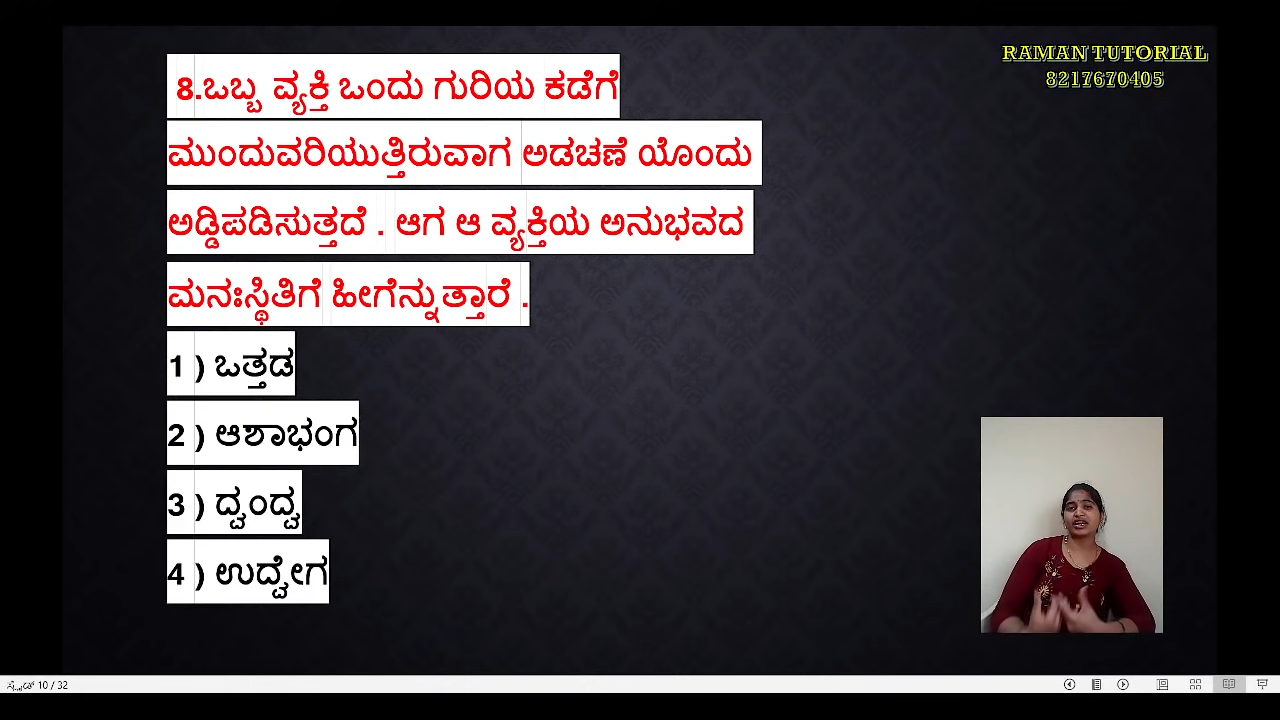 RAMAN TUTORIAL
8217670405
8.ಒಬ್ಬ ವ್ಯಕ್ತಿ ಒಂದು ಗುರಿಯ ಕಡೆಗೆ
ಮುಂದುವರಿಯುತ್ತಿರುವಾಗ ಅಡಚಣೆ ಯೊಂದು
ಅಡ್ಡಿಪಡಿಸುತ್ತದೆ . ಆಗ ಆ ವ್ಯಕ್ತಿಯ ಅನುಭವದ
ಮನಃಸ್ಥಿತಿಗೆ ಹೀಗೆನ್ನುತ್ತಾರೆ .
1 ) ಒತ್ತಡ
2 ) ಆಶಾಭಂಗ
3 ) ದ್ವಂದ್ವ
4 ) ಉದ್ವೇಗ
ಸ್ಲೈಡ್ 10 / 32